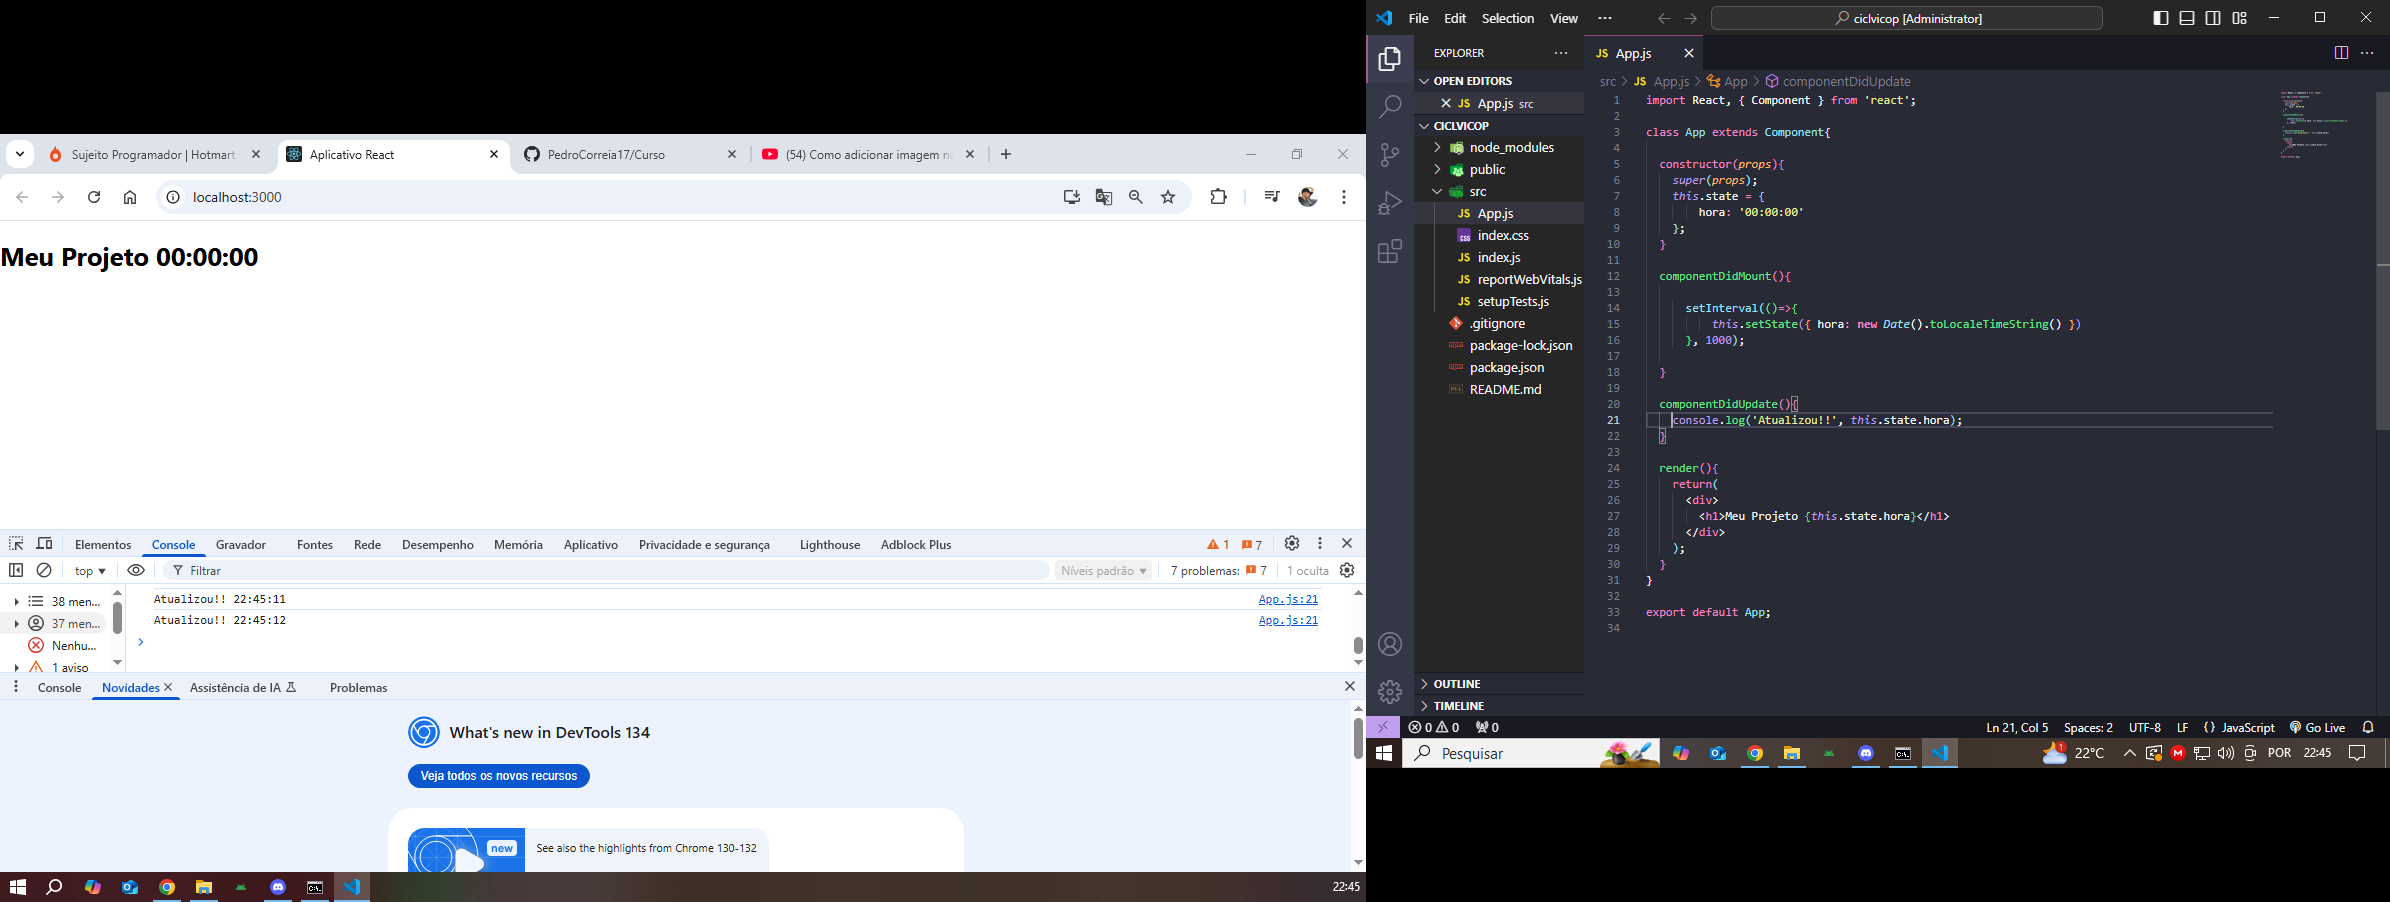 Sujeito Programador | Hotmart
Aplicativo React
PedroCorreia17/Curso
(54) Como adicionar imagem no
localhost:3000
Meu Projeto 00:00:00
Elementos Console Gravador Fontes Rede Desempenho Memória Aplicativo Privacidade e segurança Lighthouse Adblock Plus 1 7
top Filtrar Níveis padrão 7 problemas: 7 1 oculta
38 men...
37 men...
Nenhu...
1 aviso
Atualizou!! 22:45:11 App.js:21
Atualizou!! 22:45:12 App.js:21
Console Novidades Assistência de IA Problemas
What's new in DevTools 134
Veja todos os novos recursos
new
See also the highlights from Chrome 130-132
22:45
File Edit Selection View ··· ciclvicop [Administrator]
EXPLORER
OPEN EDITORS
JS App.js src
CICLVICOP
node_modules
public
src
JS App.js
index.css
JS index.js
JS reportWebVitals.js
JS setupTests.js
.gitignore
package-lock.json
package.json
README.md
OUTLINE
TIMELINE
JS App.js
src > JS App.js > App > componentDidUpdate
1 import React, { Component } from 'react';
2
3 class App extends Component{
4
5 constructor(props){
6 super(props);
7 this.state = {
8 hora: '00:00:00'
9 };
10 }
11
12 componentDidMount(){
13
14 setInterval(()=>{
15 this.setState({ hora: new Date().toLocaleTimeString() })
16 }, 1000);
17
18 }
19
20 componentDidUpdate(){
21 console.log('Atualizou!!', this.state.hora);
22 }
23
24 render(){
25 return(
26 <div>
27 <h1>Meu Projeto {this.state.hora}</h1>
28 </div>
29 );
30 }
31 }
32
33 export default App;
34
0 0 0 Ln 21, Col 5 Spaces: 2 UTF-8 LF {} JavaScript Go Live
Pesquisar 1 22°C POR 22:45